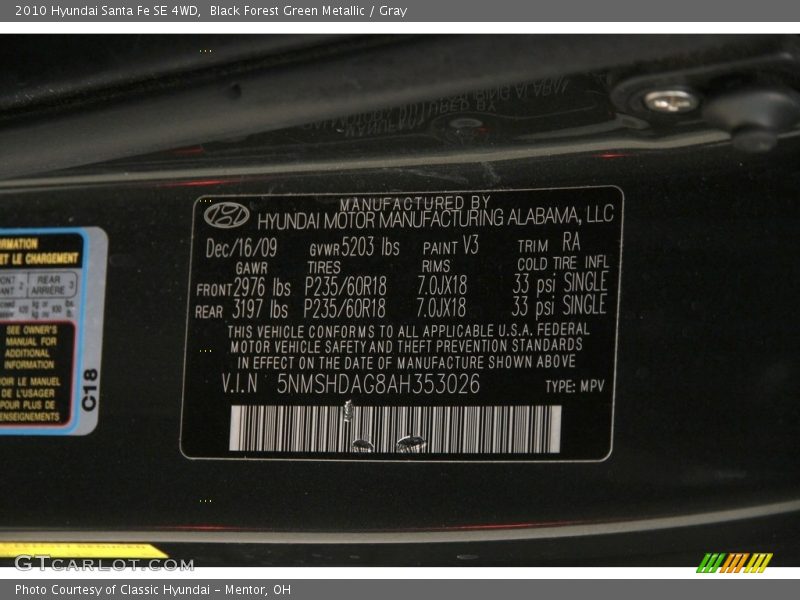 2010 Hyundai Santa Fe SE 4WD,  Black Forest Green Metallic / Gray
MANUFACTURED BY
HYUNDAI MOTOR MANUFACTURING ALABAMA, LLC
Dec/16/09 GVWR 5203 lbs PAINT V3 TRIM RA
GAWR TIRES RIMS COLD TIRE INFL
FRONT 2976 lbs P235/60R18 7.0JX18 33 psi SINGLE
REAR 3197 lbs P235/60R18 7.0JX18 33 psi SINGLE
THIS VEHICLE CONFORMS TO ALL APPLICABLE U.S.A. FEDERAL
MOTOR VEHICLE SAFETY AND THEFT PREVENTION STANDARDS
IN EFFECT ON THE DATE OF MANUFACTURE SHOWN ABOVE
V.I.N 5NMSHDAG8AH353026 TYPE: MPV
RMATION
ET LE CHARGEMENT
REAR 3
ARRIÈRE
SEE OWNER'S
MANUAL FOR
ADDITIONAL
INFORMATION
OIR LE MANUEL
DE L'USAGER
POUR PLUS DE
ENSEIGNEMENTS
C18
GTCARLOT.COM
Photo Courtesy of Classic Hyundai - Mentor, OH